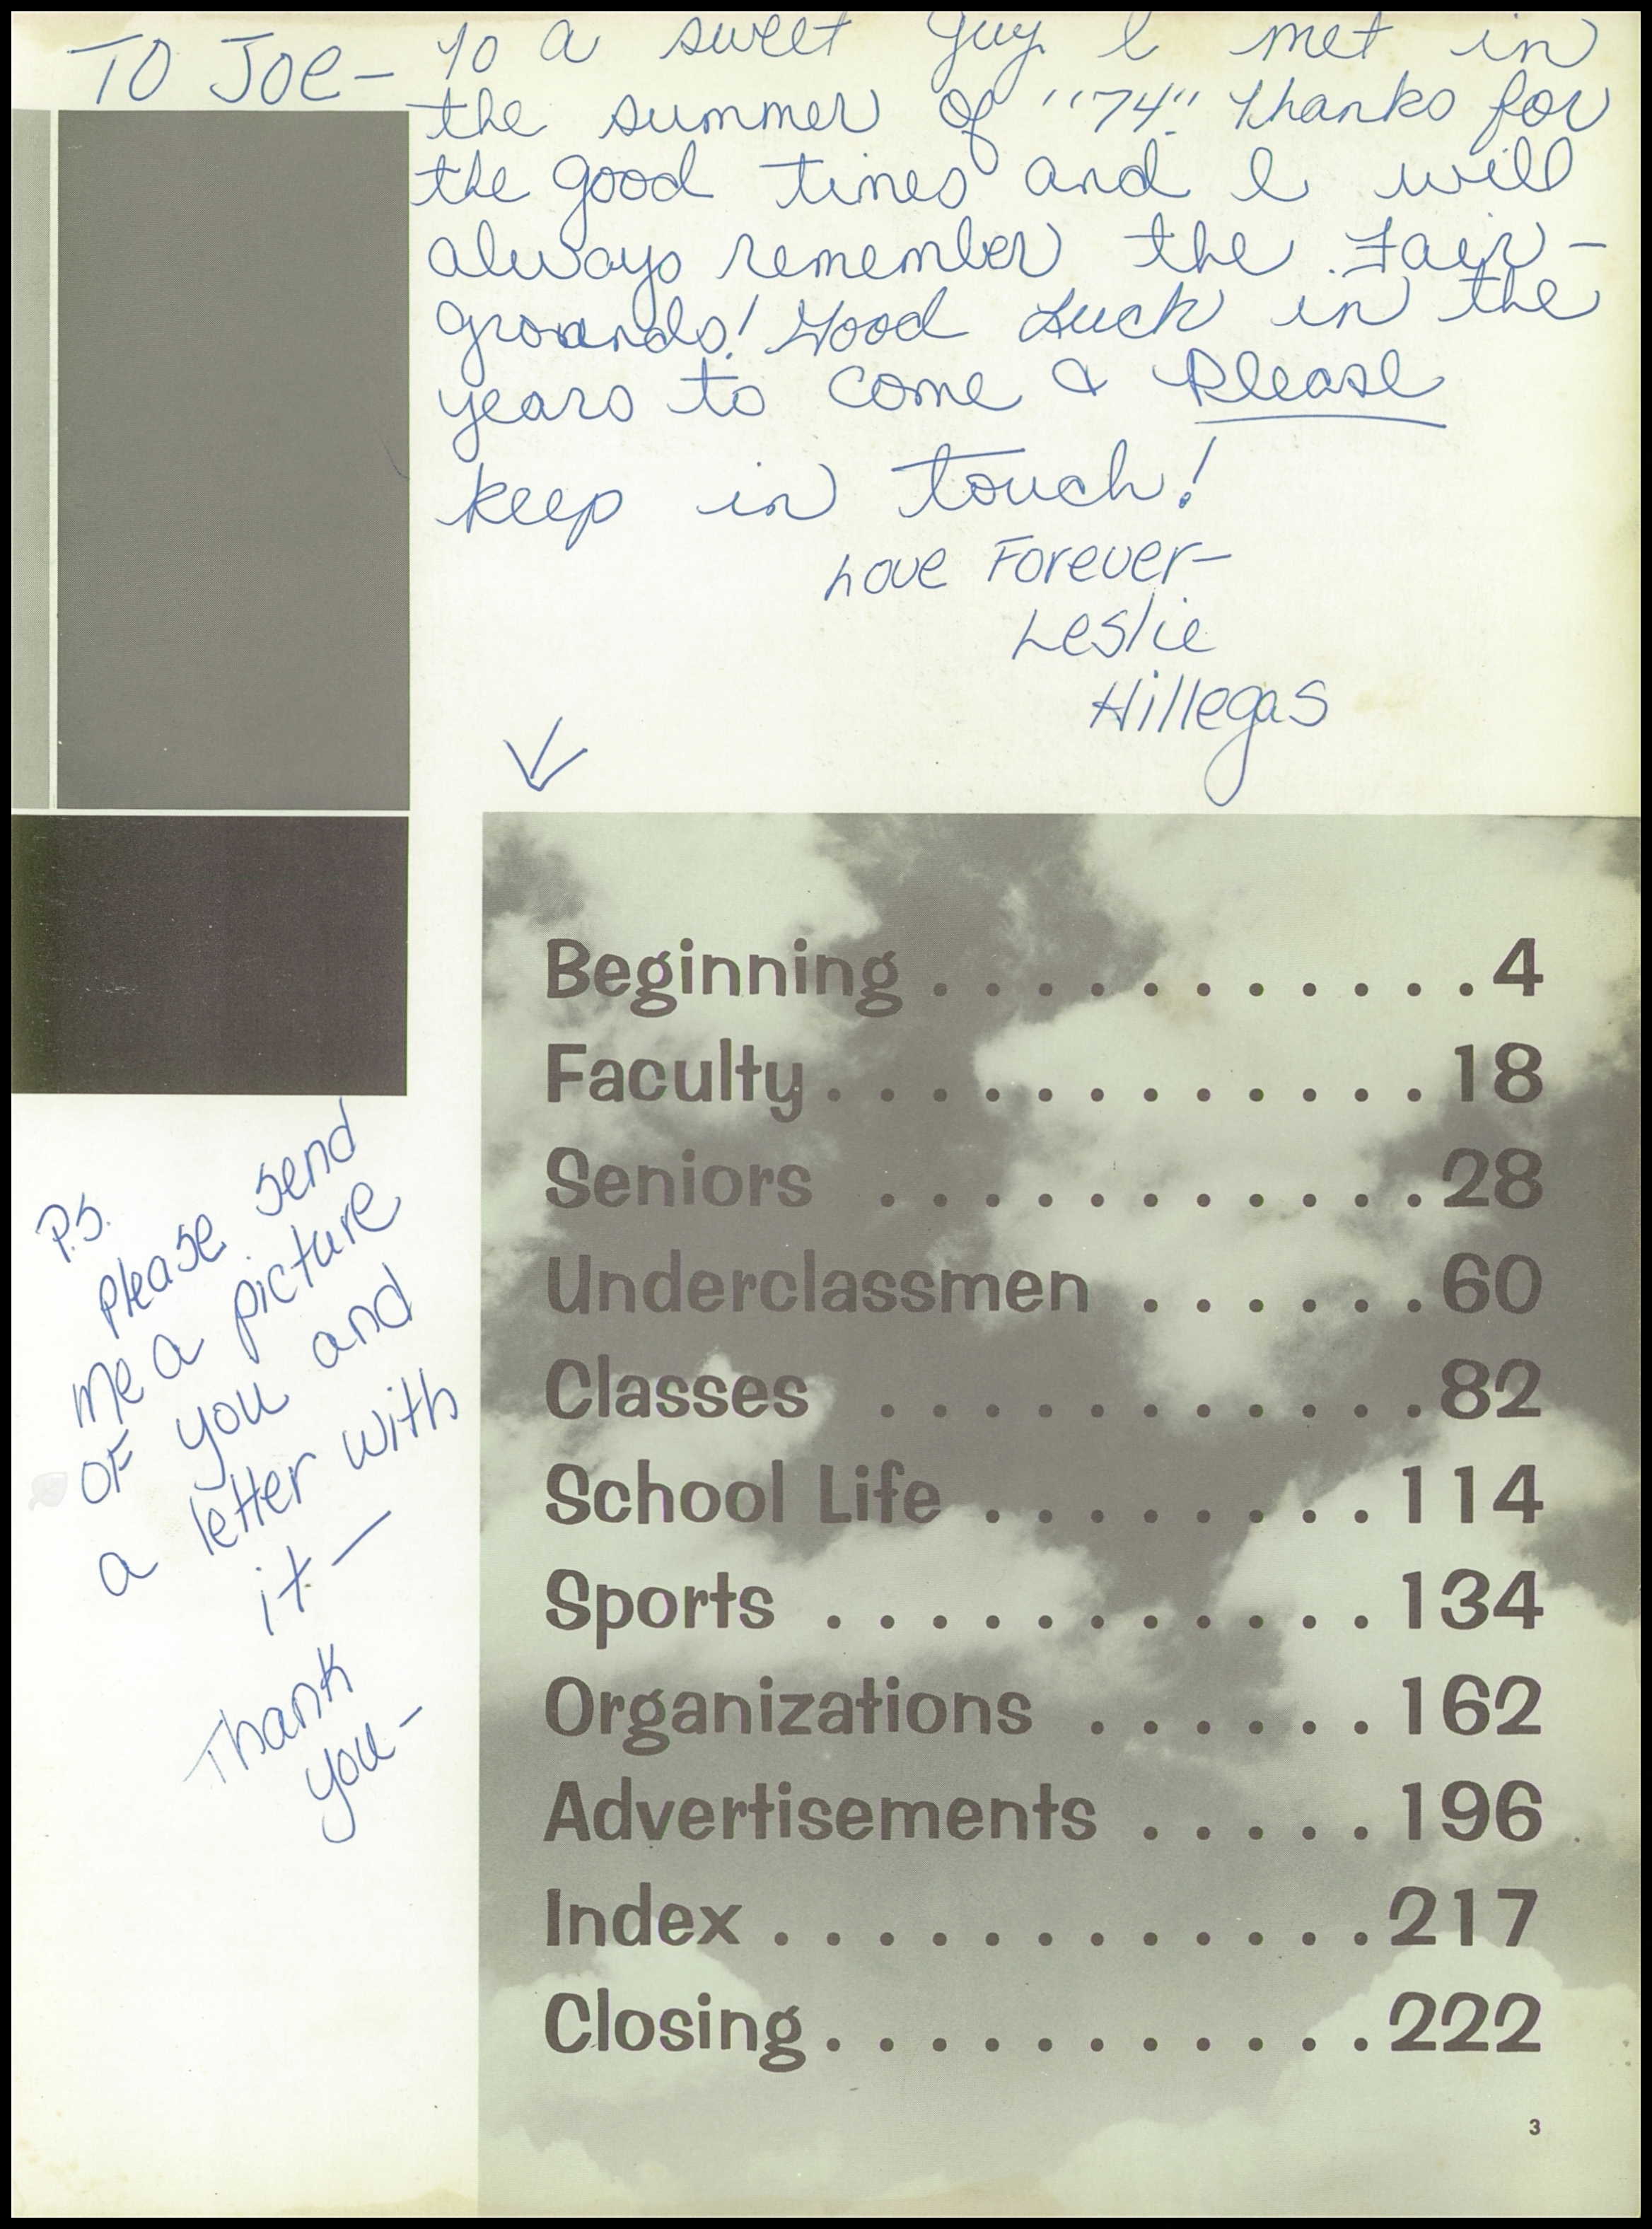 TO JOE- To a sweet guy I met in
the summer of "74". Thanks for
the good times and I will
always remember the Fair-
grounds! Good Luck in the
years to come & Please
keep in touch!
Love Forever-
Leslie
Hillegas
Beginning . . . . . . . . . . . 4
Faculty . . . . . . . . . . . . 18
Seniors . . . . . . . . . . . 28
Underclassmen . . . . . . 60
Classes . . . . . . . . . . . 82
School Life . . . . . . . . 114
Sports . . . . . . . . . . . 134
Organizations . . . . . . 162
Advertisements . . . . . 196
Index . . . . . . . . . . . . 217
Closing . . . . . . . . . . . 222
P.S.
Please send
me a picture
OF you and
a letter with
it—
Thank
you-
3